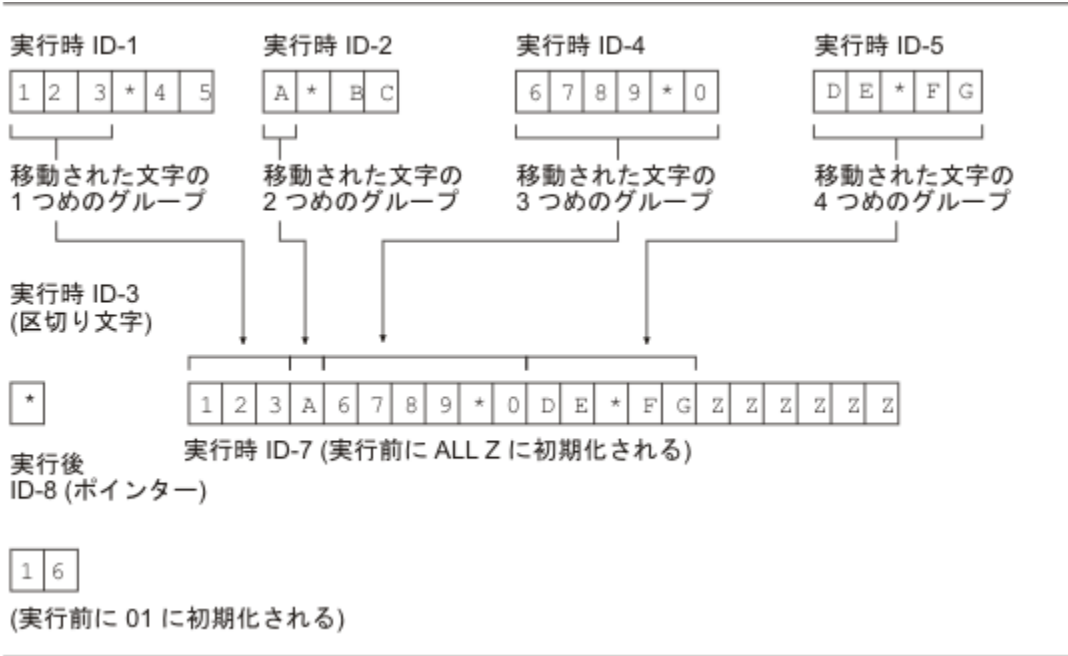 実行時 ID-1 実行時 ID-2 実行時 ID-4 実行時 ID-5
1 2 3 * 4 5 A * B C 6 7 8 9 * 0 D E * F G
移動された文字の 移動された文字の 移動された文字の 移動された文字の
1 つめのグループ 2 つめのグループ 3 つめのグループ 4 つめのグループ
実行時 ID-3
(区切り文字)
* 1 2 3 A 6 7 8 9 * 0 D E * F G Z Z Z Z Z Z
実行時 ID-7 (実行前に ALL Z に初期化される)
実行後
ID-8 (ポインター)
1 6
(実行前に 01 に初期化される)